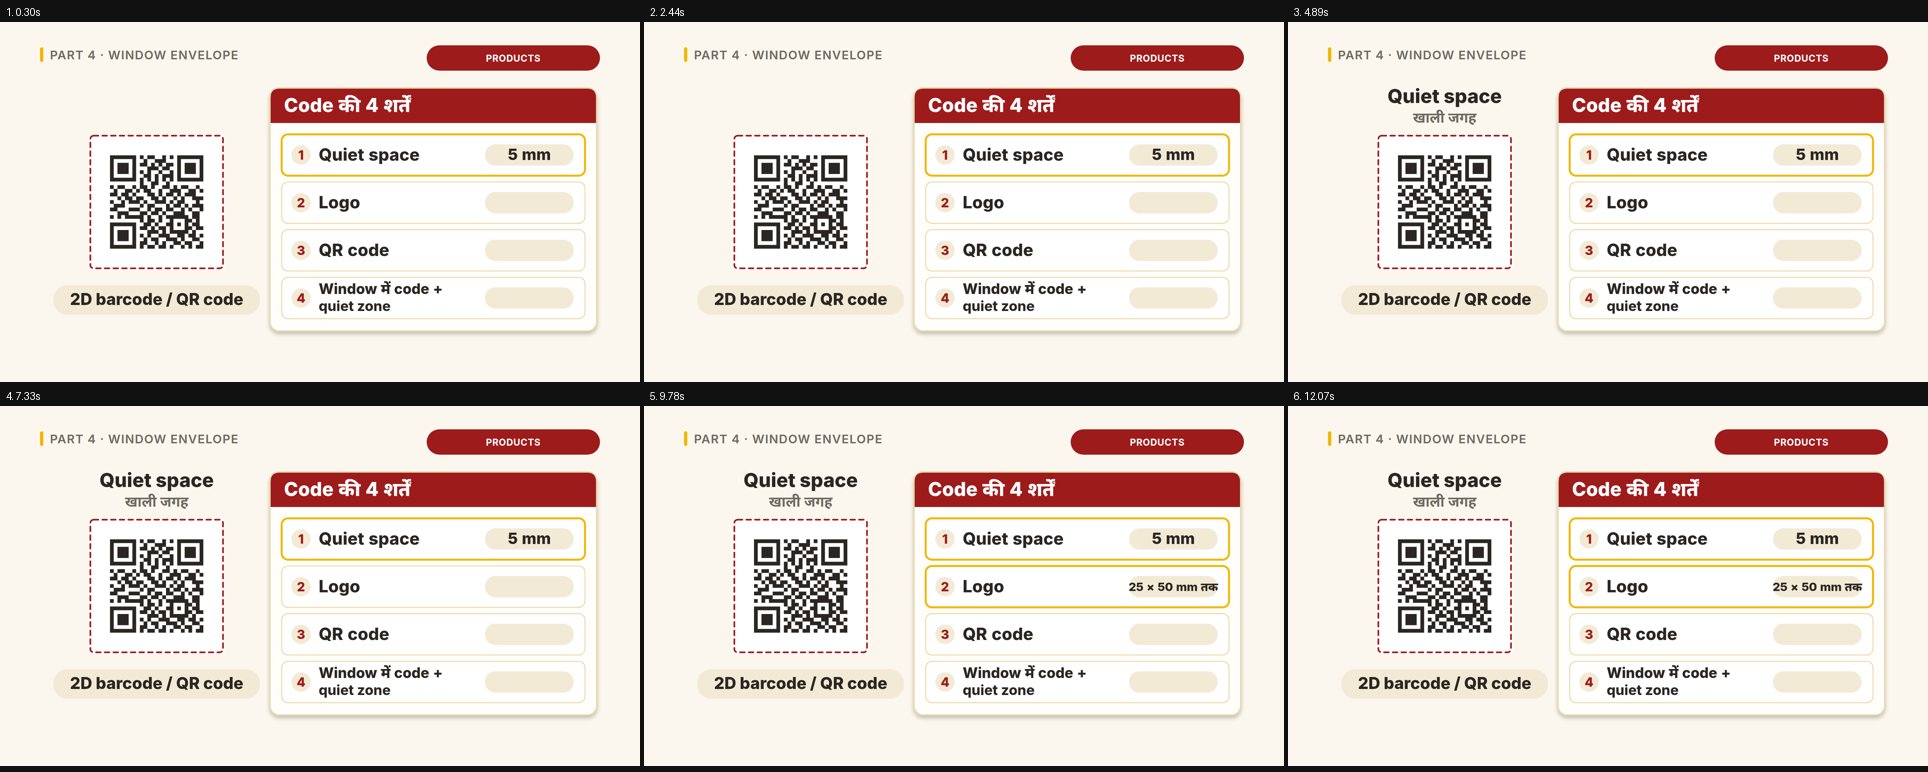 1. 0.30s
PART 4 · WINDOW ENVELOPE
PRODUCTS
Code की 4 शर्तें
1 Quiet space 5 mm
2 Logo
3 QR code
4 Window में code +
quiet zone
2D barcode / QR code
2. 2.44s
PART 4 · WINDOW ENVELOPE
PRODUCTS
Code की 4 शर्तें
1 Quiet space 5 mm
2 Logo
3 QR code
4 Window में code +
quiet zone
2D barcode / QR code
3. 4.89s
PART 4 · WINDOW ENVELOPE
PRODUCTS
Quiet space
खाली जगह
Code की 4 शर्तें
1 Quiet space 5 mm
2 Logo
3 QR code
4 Window में code +
quiet zone
2D barcode / QR code
4. 7.33s
PART 4 · WINDOW ENVELOPE
PRODUCTS
Quiet space
खाली जगह
Code की 4 शर्तें
1 Quiet space 5 mm
2 Logo
3 QR code
4 Window में code +
quiet zone
2D barcode / QR code
5. 9.78s
PART 4 · WINDOW ENVELOPE
PRODUCTS
Quiet space
खाली जगह
Code की 4 शर्तें
1 Quiet space 5 mm
2 Logo 25 × 50 mm तक
3 QR code
4 Window में code +
quiet zone
2D barcode / QR code
6. 12.07s
PART 4 · WINDOW ENVELOPE
PRODUCTS
Quiet space
खाली जगह
Code की 4 शर्तें
1 Quiet space 5 mm
2 Logo 25 × 50 mm तक
3 QR code
4 Window में code +
quiet zone
2D barcode / QR code